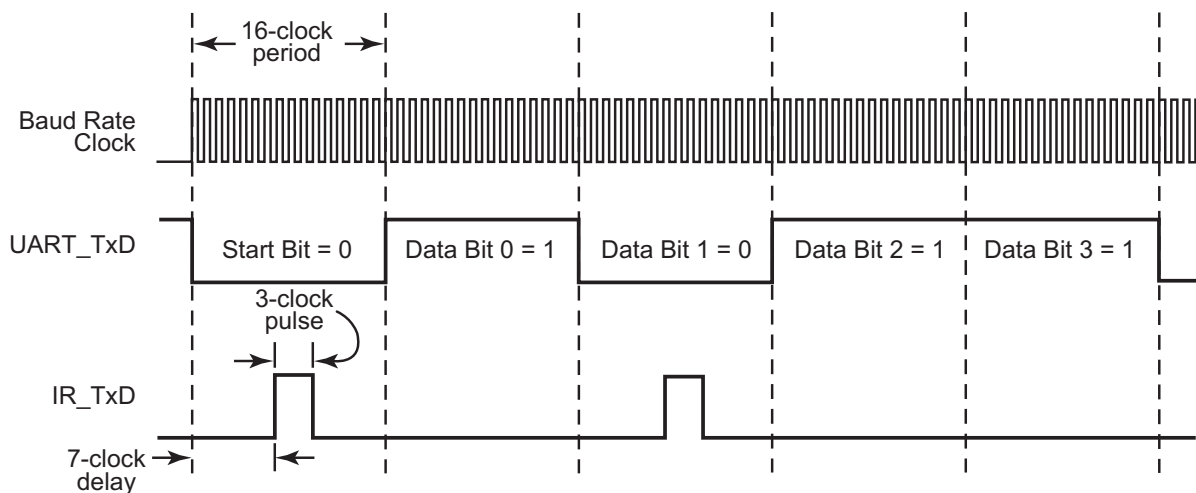 16-clock
period
Baud Rate
Clock
UART_TxD
Start Bit = 0
Data Bit 0 = 1
Data Bit 1 = 0
Data Bit 2 = 1
Data Bit 3 = 1
3-clock
pulse
IR_TxD
7-clock
delay